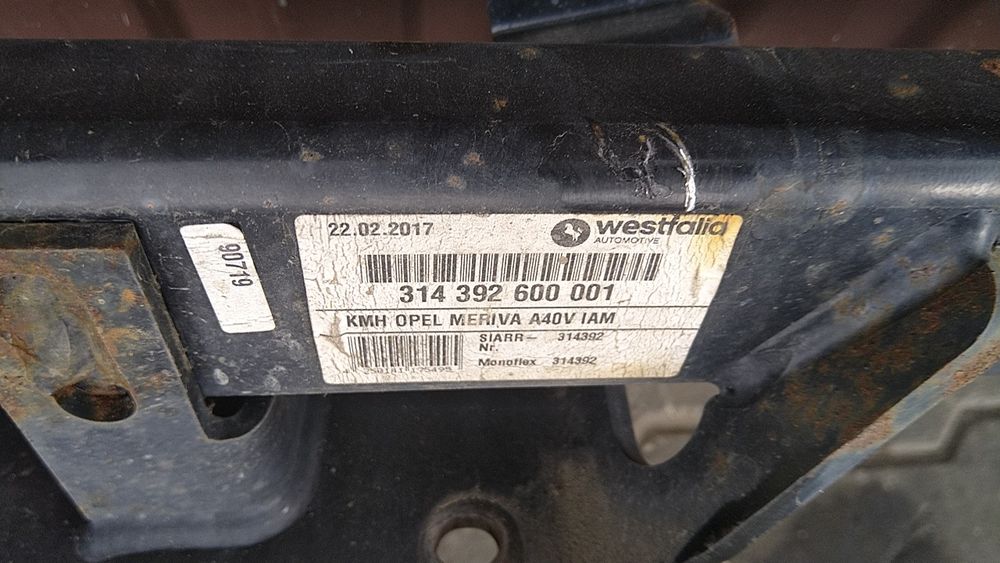 22.02.2017
westfalia
AUTOMOTIVE
90719
314 392 600 001
KMH OPEL MERIVA A40V IAM
SIARR- 314392
Nr.
Monoflex 314392